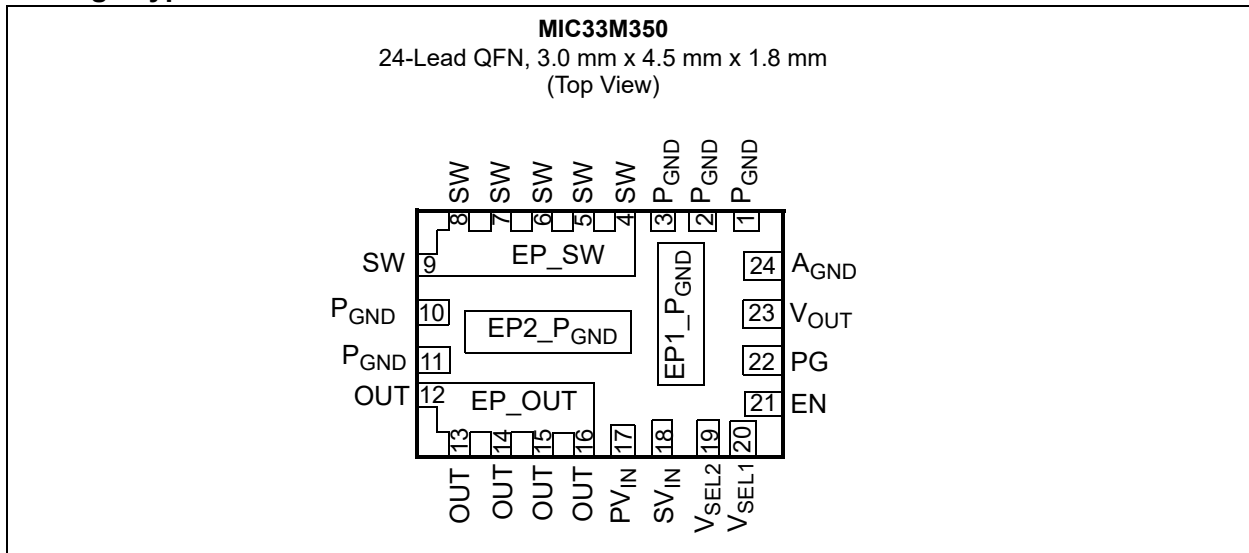 MIC33M350
24-Lead QFN, 3.0 mm x 4.5 mm x 1.8 mm
(Top View)
SW SW SW SW SW PGND PGND PGND
8 7 6 5 4 3 2 1
SW 9 EP_SW 24 AGND
PGND 10 EP2_PGND EP1_PGND 23 VOUT
PGND 11 22 PG
OUT 12 EP_OUT 21 EN
13 14 15 16 17 18 19 20
OUT OUT OUT OUT PVIN SVIN VSEL2 VSEL1